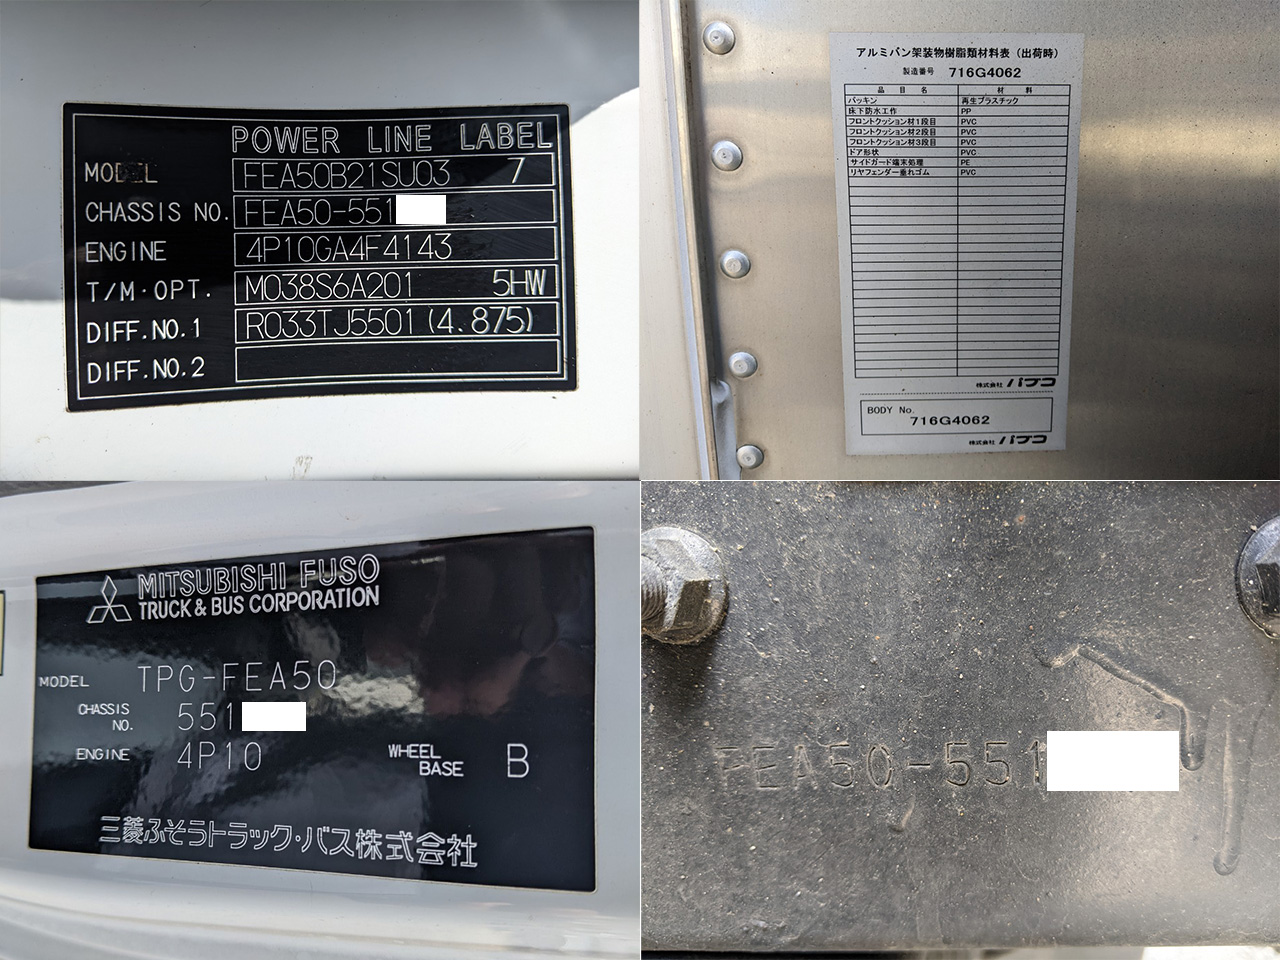 POWER LINE LABEL
MODEL FEA50B21SU03 7
CHASSIS NO. FEA50-551
ENGINE 4P10GA4F4143
T/M·OPT. M038S6A201 5HW
DIFF.NO.1 R033TJ5501(4.875)
DIFF.NO.2
アルミバン架装物樹脂類材料表（出荷時）
製造番号 716G4062
品目名 材料
パッキン 再生プラスチック
床下防水工作 PP
フロントクッション材1段目 PVC
フロントクッション材2段目 PVC
フロントクッション材3段目 PVC
ドア形状 PVC
サイドガード端末処理 PE
リヤフェンダー垂れゴム PVC
株式会社 パブコ
BODY No.
716G4062
株式会社 パブコ
MITSUBISHI FUSO
TRUCK & BUS CORPORATION
MODEL TPG-FEA50
CHASSIS NO. 551
ENGINE 4P10 WHEEL BASE B
三菱ふそうトラック・バス株式会社
FEA50-551